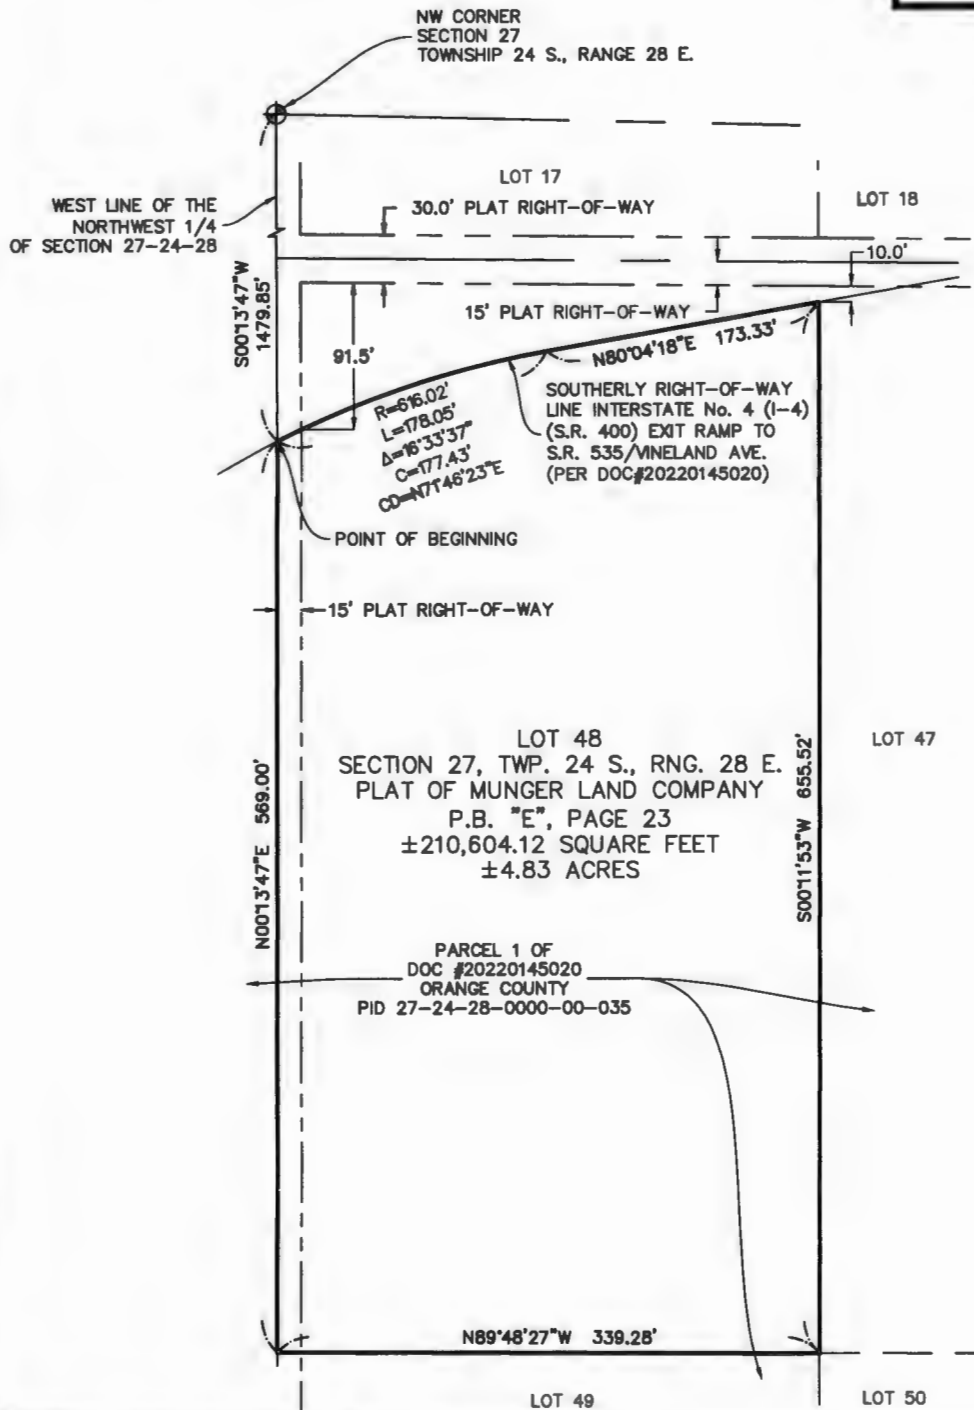 NW CORNER
SECTION 27
TOWNSHIP 24 S., RANGE 28 E.
LOT 17
LOT 18
WEST LINE OF THE
NORTHWEST 1/4
OF SECTION 27-24-28
30.0' PLAT RIGHT-OF-WAY
10.0'
S00°13'47"W
1479.85'
15' PLAT RIGHT-OF-WAY
91.5'
N80°04'18"E 173.33'
R=616.02'
L=178.05'
Δ=16°33'37"
C=177.43'
CD=N71°46'23"E
SOUTHERLY RIGHT-OF-WAY
LINE INTERSTATE No. 4 (I-4)
(S.R. 400) EXIT RAMP TO
S.R. 535/VINELAND AVE.
(PER DOC#20220145020)
POINT OF BEGINNING
15' PLAT RIGHT-OF-WAY
LOT 48
SECTION 27, TWP. 24 S., RNG. 28 E.
PLAT OF MUNGER LAND COMPANY
P.B. "E", PAGE 23
±210,604.12 SQUARE FEET
±4.83 ACRES
LOT 47
N00°13'47"E 569.00'
S00°11'53"W 655.52'
PARCEL 1 OF
DOC #20220145020
ORANGE COUNTY
PID 27-24-28-0000-00-035
N89°48'27"W 339.28'
LOT 49
LOT 50